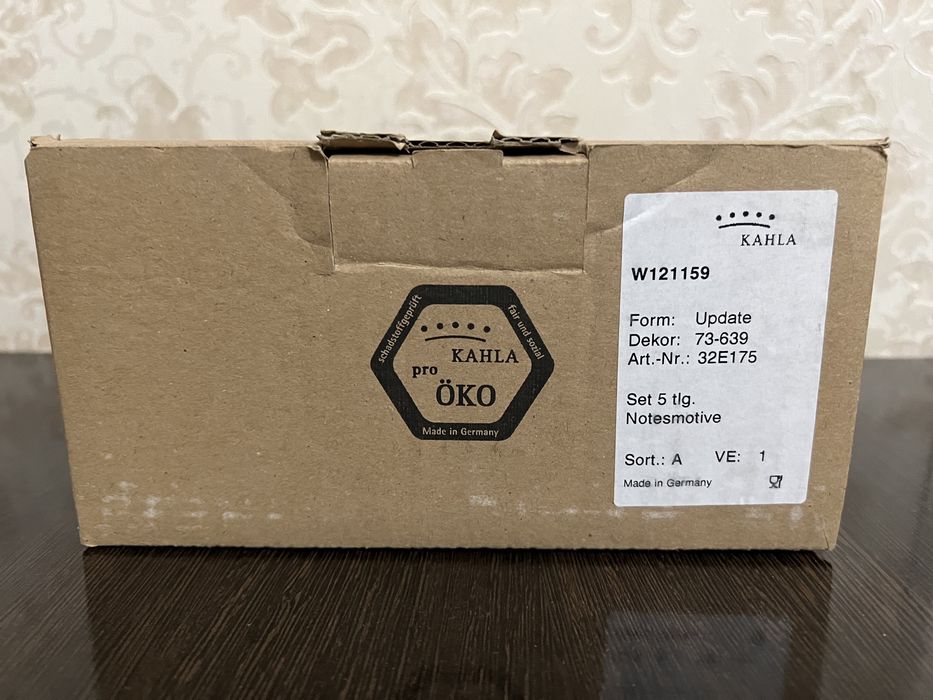 schadstoffgeprüft
fair und sozial
KAHLA
pro
ÖKO
Made in Germany
KAHLA
W121159
Form: Update
Dekor: 73-639
Art.-Nr.: 32E175
Set 5 tlg.
Notesmotive
Sort.: A VE: 1
Made in Germany